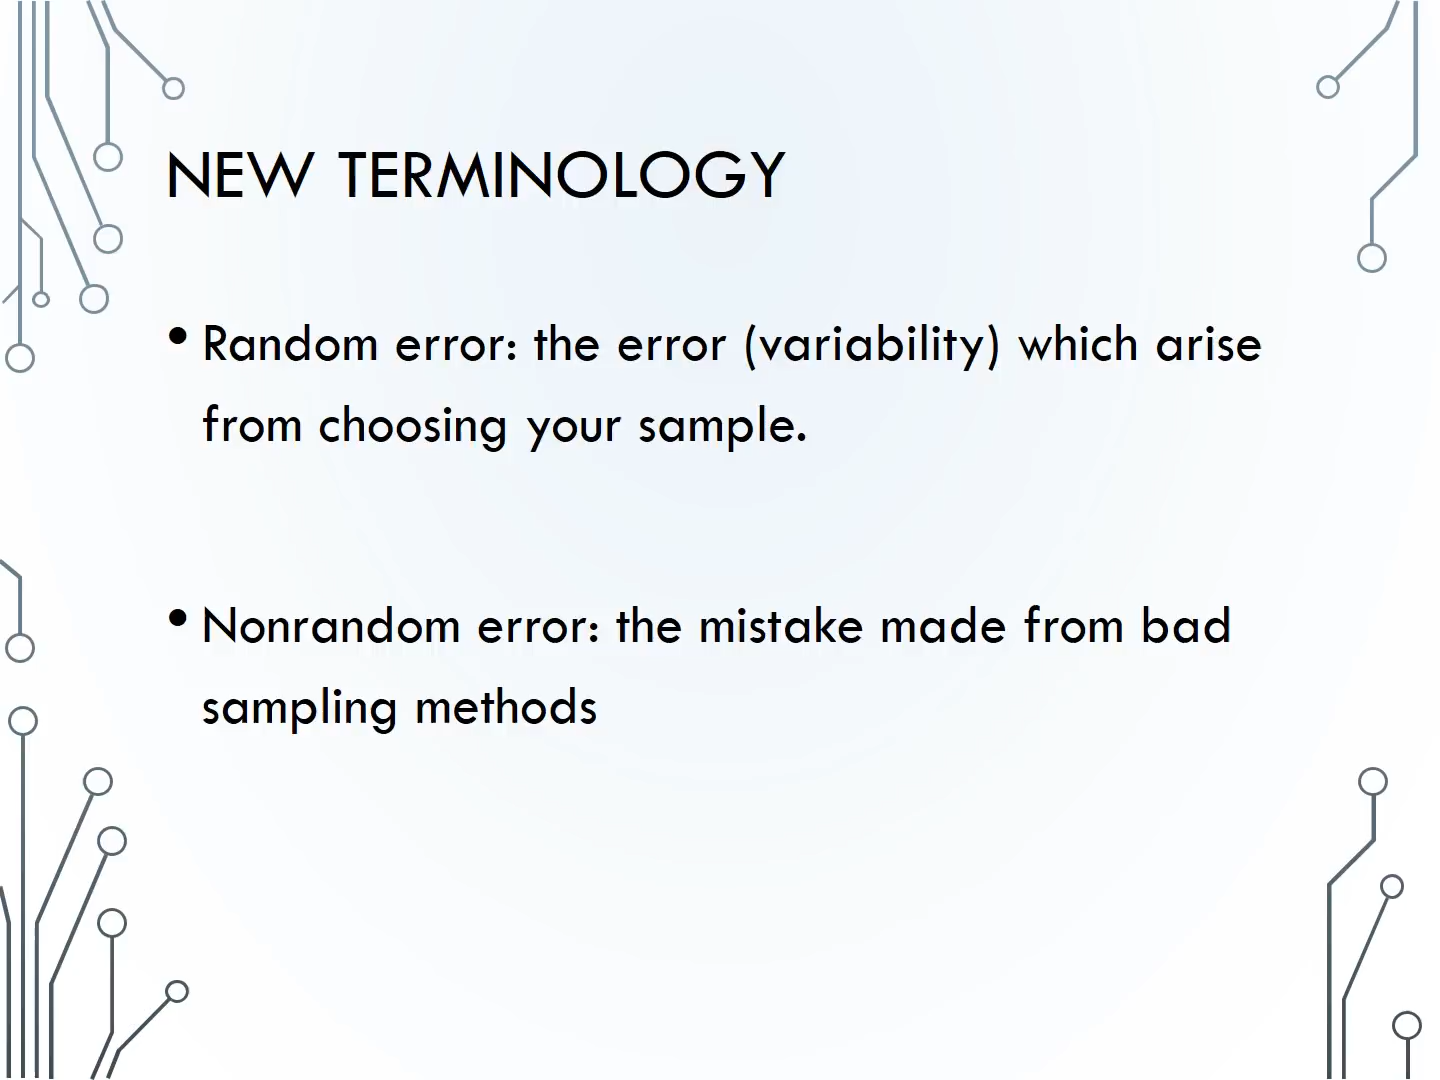 NEW TERMINOLOGY
• Random error: the error (variability) which arise
from choosing your sample.
• Nonrandom error: the mistake made from bad
sampling methods